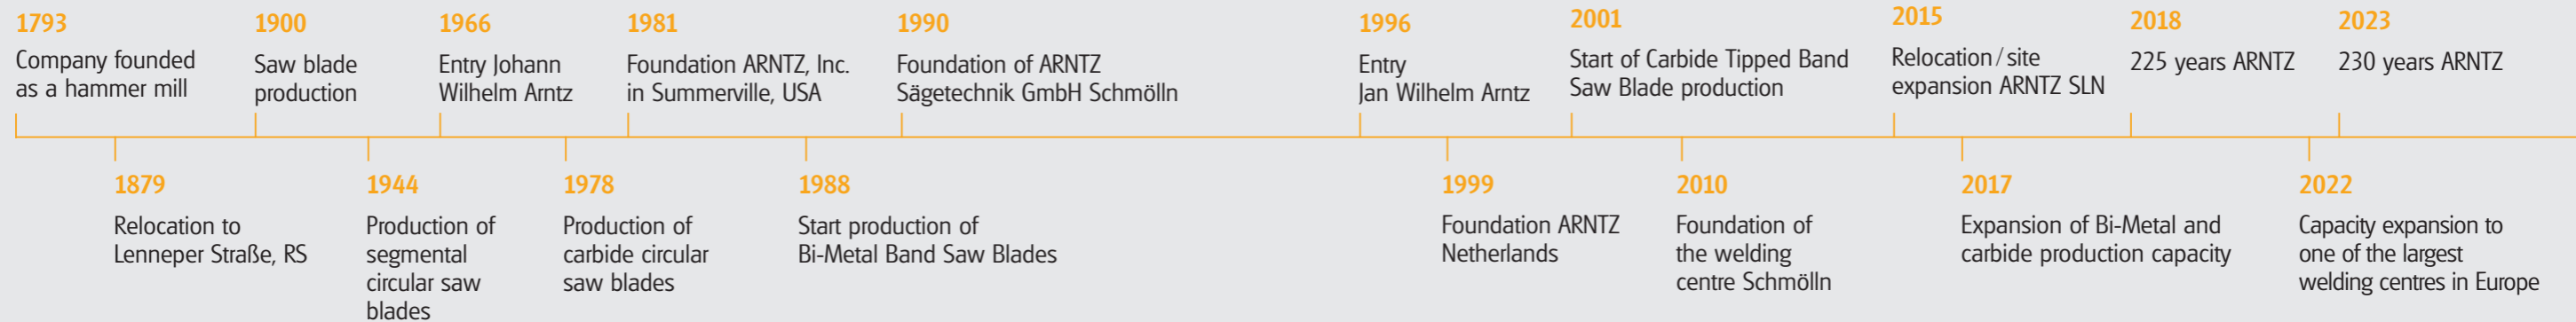 1793
Company founded
as a hammer mill
1879
Relocation to
Lenneper Straße, RS
1900
Saw blade
production
1944
Production of
segmental
circular saw
blades
1966
Entry Johann
Wilhelm Arntz
1978
Production of
carbide circular
saw blades
1981
Foundation ARNTZ, Inc.
in Summerville, USA
1988
Start production of
Bi-Metal Band Saw Blades
1990
Foundation of ARNTZ
Sägetechnik GmbH Schmölln
1996
Entry
Jan Wilhelm Arntz
1999
Foundation ARNTZ
Netherlands
2001
Start of Carbide Tipped Band
Saw Blade production
2010
Foundation of
the welding
centre Schmölln
2015
Relocation / site
expansion ARNTZ SLN
2017
Expansion of Bi-Metal and
carbide production capacity
2018
225 years ARNTZ
2022
Capacity expansion to
one of the largest
welding centres in Europe
2023
230 years ARNTZ